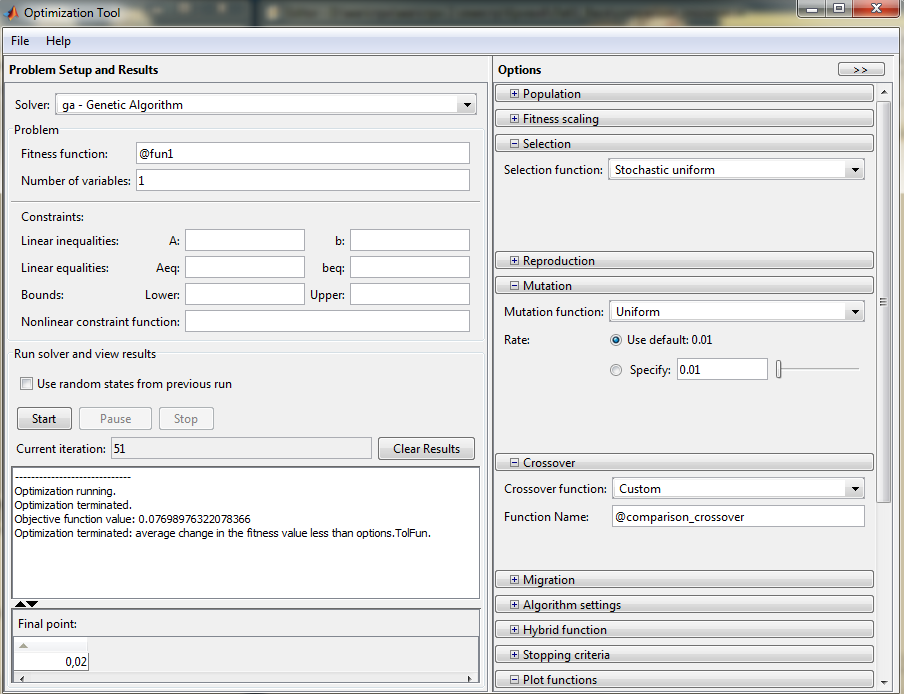 Optimization Tool
File Help
Problem Setup and Results
Solver: ga - Genetic Algorithm
Problem
Fitness function: @fun1
Number of variables: 1
Constraints:
Linear inequalities: A: b:
Linear equalities: Aeq: beq:
Bounds: Lower: Upper:
Nonlinear constraint function:
Run solver and view results
Use random states from previous run
Start Pause Stop
Current iteration: 51 Clear Results
-----------------------------
Optimization running.
Optimization terminated.
Objective function value: 0.07698976322078366
Optimization terminated: average change in the fitness value less than options.TolFun.
Final point:
0,02
Options >>
Population
Fitness scaling
Selection
Selection function: Stochastic uniform
Reproduction
Mutation
Mutation function: Uniform
Rate: Use default: 0.01
Specify: 0.01
Crossover
Crossover function: Custom
Function Name: @comparison_crossover
Migration
Algorithm settings
Hybrid function
Stopping criteria
Plot functions